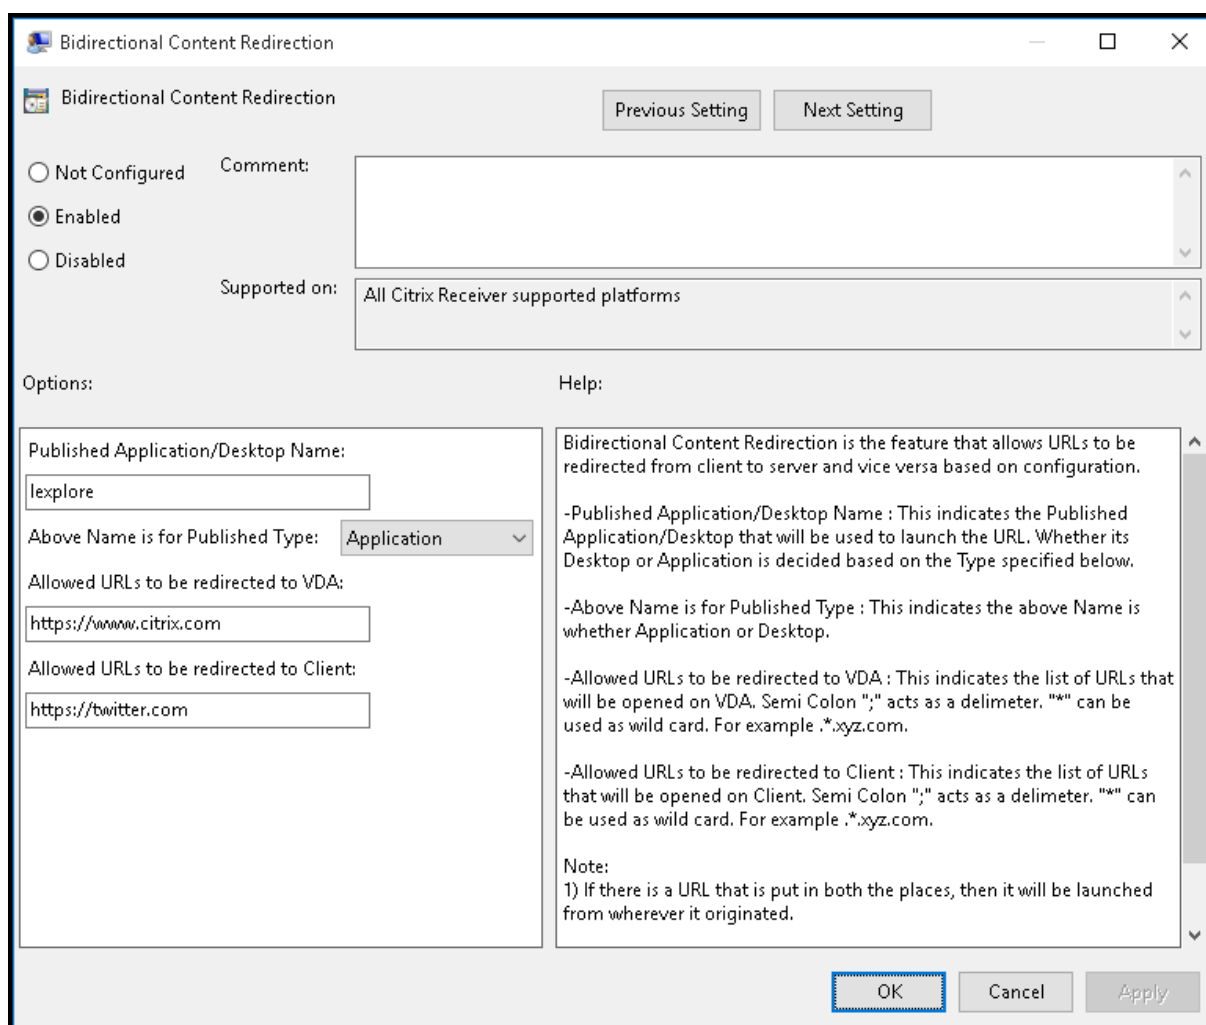 Bidirectional Content Redirection
Bidirectional Content Redirection
Previous Setting
Next Setting
Not Configured
Comment:
Enabled
Disabled
Supported on:
All Citrix Receiver supported platforms
Options:
Help:
Published Application/Desktop Name:
Iexplore
Above Name is for Published Type:
Application
Allowed URLs to be redirected to VDA:
https://www.citrix.com
Allowed URLs to be redirected to Client:
https://twitter.com
Bidirectional Content Redirection is the feature that allows URLs to be
redirected from client to server and vice versa based on configuration.
-Published Application/Desktop Name : This indicates the Published
Application/Desktop that will be used to launch the URL. Whether its
Desktop or Application is decided based on the Type specified below.
-Above Name is for Published Type : This indicates the above Name is
whether Application or Desktop.
-Allowed URLs to be redirected to VDA : This indicates the list of URLs that
will be opened on VDA. Semi Colon ";" acts as a delimeter. "*" can be
used as wild card. For example .*.xyz.com.
-Allowed URLs to be redirected to Client : This indicates the list of URLs
that will be opened on Client. Semi Colon ";" acts as a delimeter. "*" can
be used as wild card. For example .*.xyz.com.
Note:
1) If there is a URL that is put in both the places, then it will be launched
from wherever it originated.
OK
Cancel
Apply